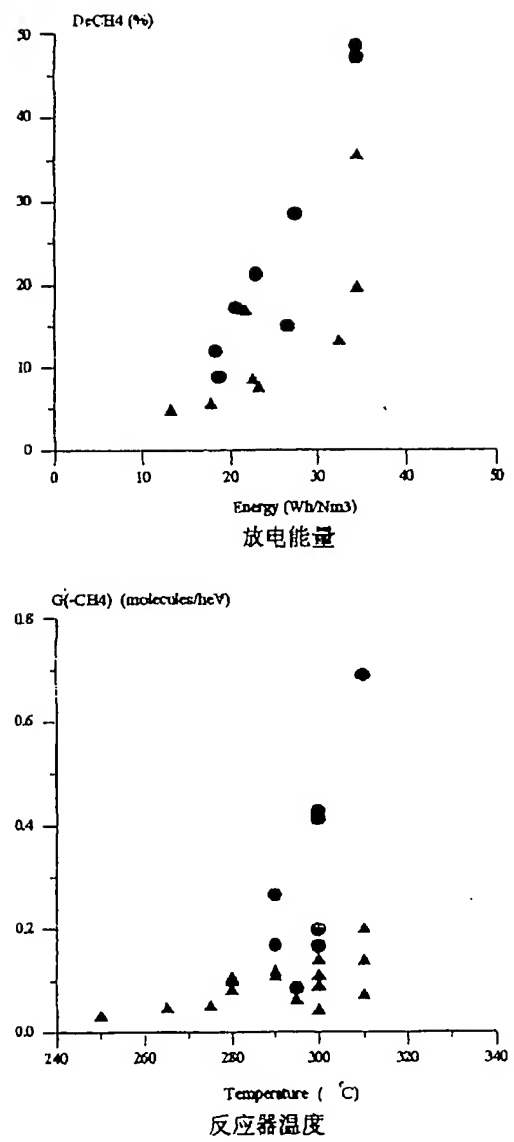 DeCH4 (%)
50
40
30
20
10
0
0 10 20 30 40 50
Energy (Wh/Nm3)
放电能量
G(-CH4) (molecules/heV)
0.8
0.6
0.4
0.2
0.0
240 260 280 300 320 340
Temperature ( °C)
反应器温度